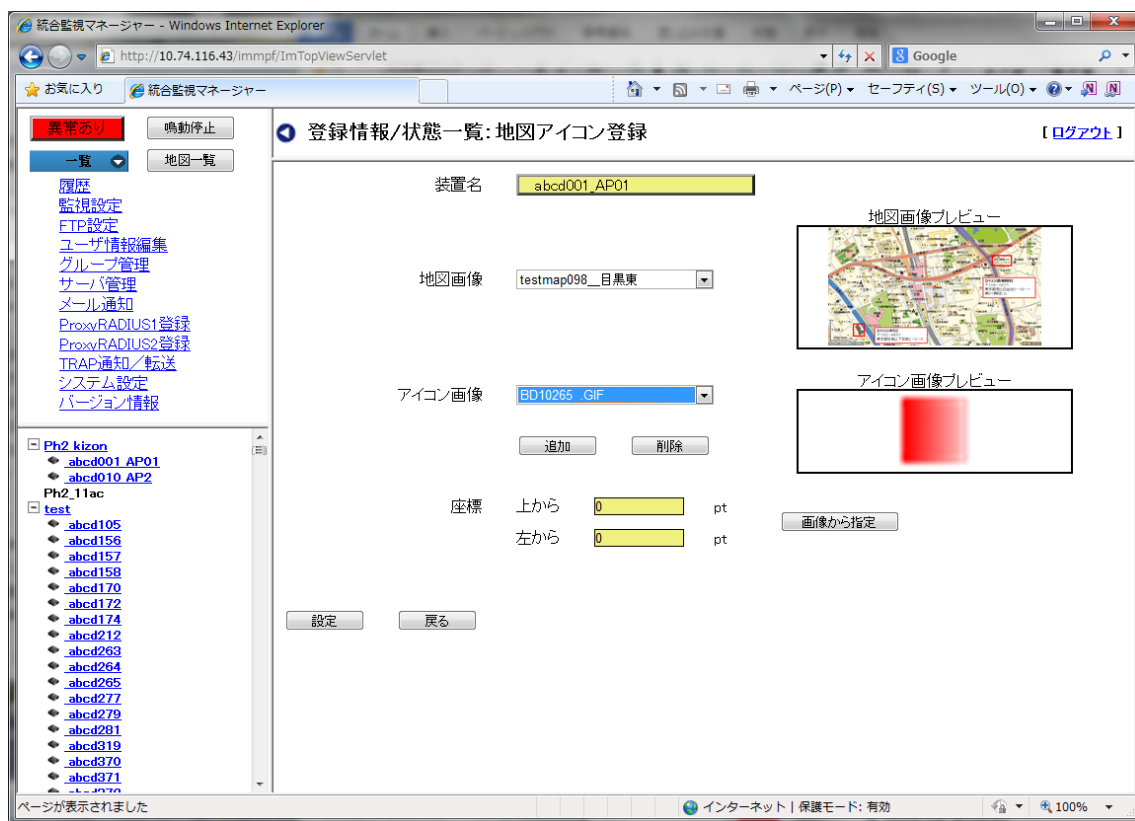 統合監視マネージャー - Windows Internet Explorer
http://10.74.116.43/immpf/ImTopViewServlet
Google
お気に入り
統合監視マネージャー
ページ(P)
セーフティ(S)
ツール(O)
異常あり
鳴動停止
一覧
地図一覧
履歴
監視設定
FTP設定
ユーザ情報編集
グループ管理
サーバ管理
メール通知
ProxyRADIUS1登録
ProxyRADIUS2登録
TRAP通知/転送
システム設定
バージョン情報
Ph2 kizon
abcd001 AP01
abcd010 AP2
Ph2_11ac
test
abcd105
abcd156
abcd157
abcd158
abcd170
abcd172
abcd174
abcd212
abcd263
abcd264
abcd265
abcd277
abcd279
abcd281
abcd319
abcd370
abcd371
登録情報/状態一覧:地図アイコン登録
[ ログアウト ]
装置名
abcd001_AP01
地図画像プレビュー
地図画像
testmap098__目黒東
アイコン画像プレビュー
アイコン画像
BD10265_.GIF
追加
削除
座標
上から
0
pt
画像から指定
左から
0
pt
設定
戻る
ページが表示されました
インターネット | 保護モード: 有効
100%